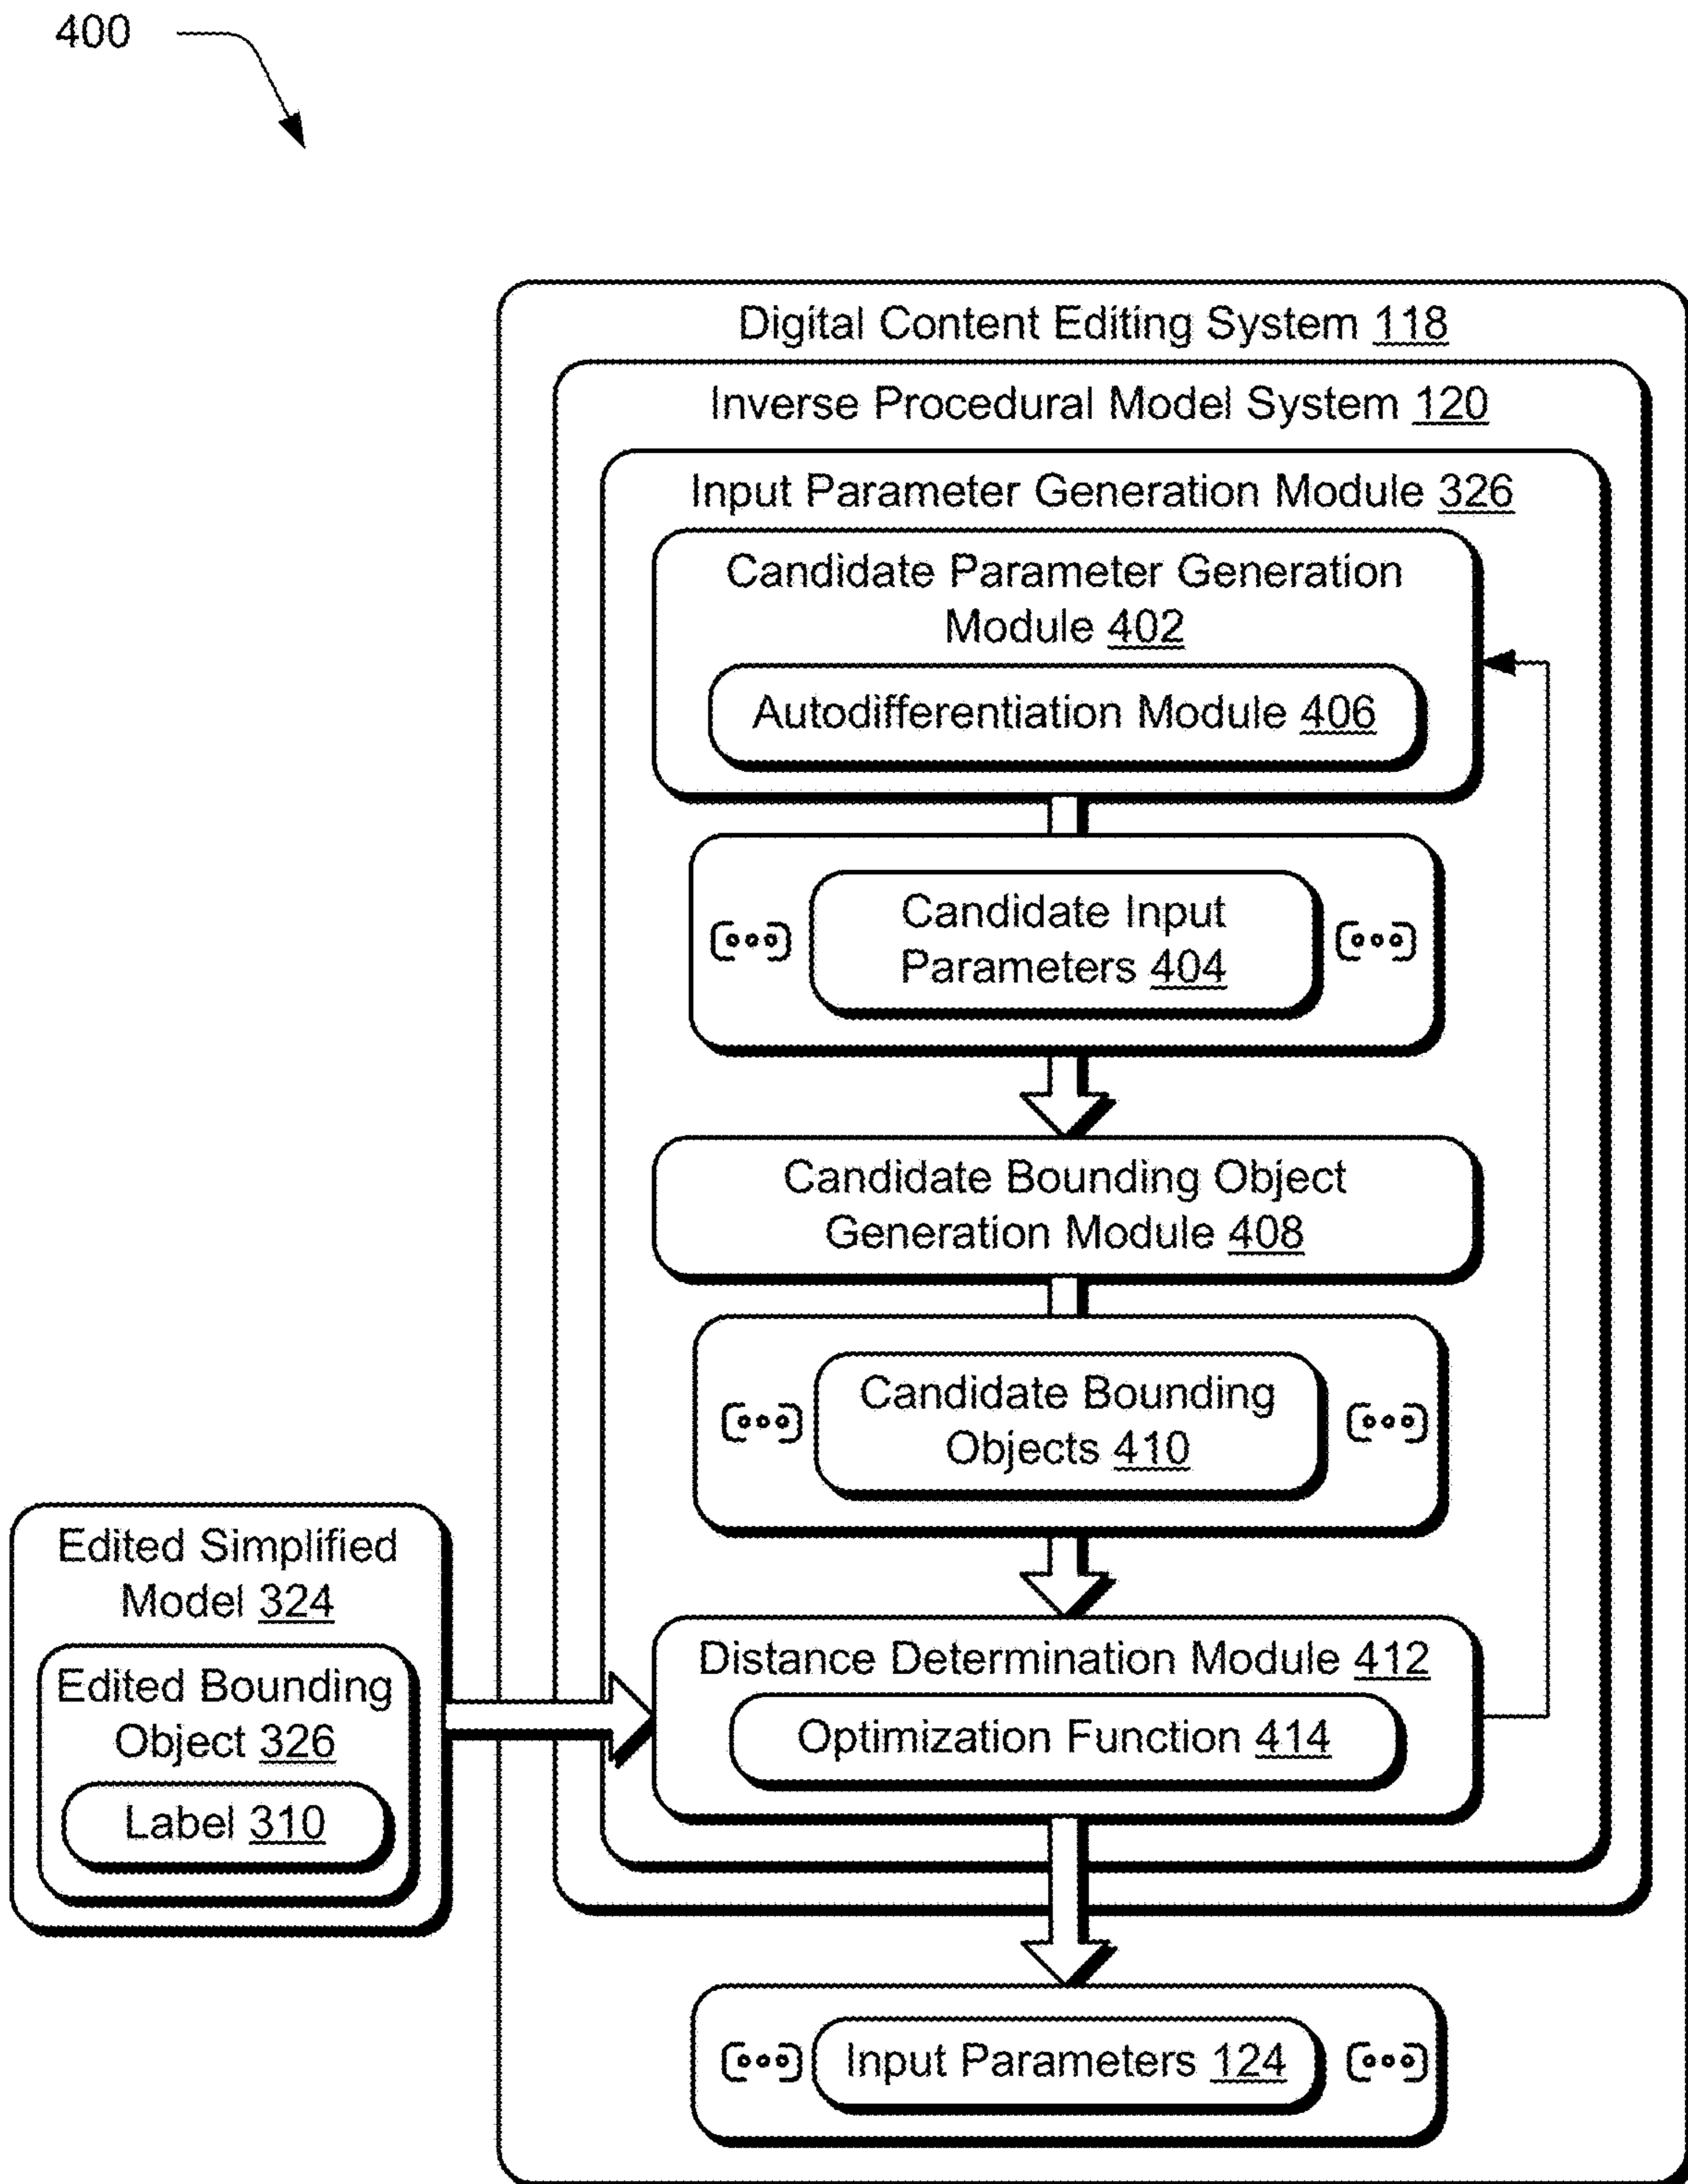 400
Digital Content Editing System 118
Inverse Procedural Model System 120
Input Parameter Generation Module 326
Candidate Parameter Generation
Module 402
Autodifferentiation Module 406
Candidate Input
Parameters 404
Candidate Bounding Object
Generation Module 408
Candidate Bounding
Objects 410
Edited Simplified
Model 324
Edited Bounding
Object 326
Label 310
Distance Determination Module 412
Optimization Function 414
Input Parameters 124